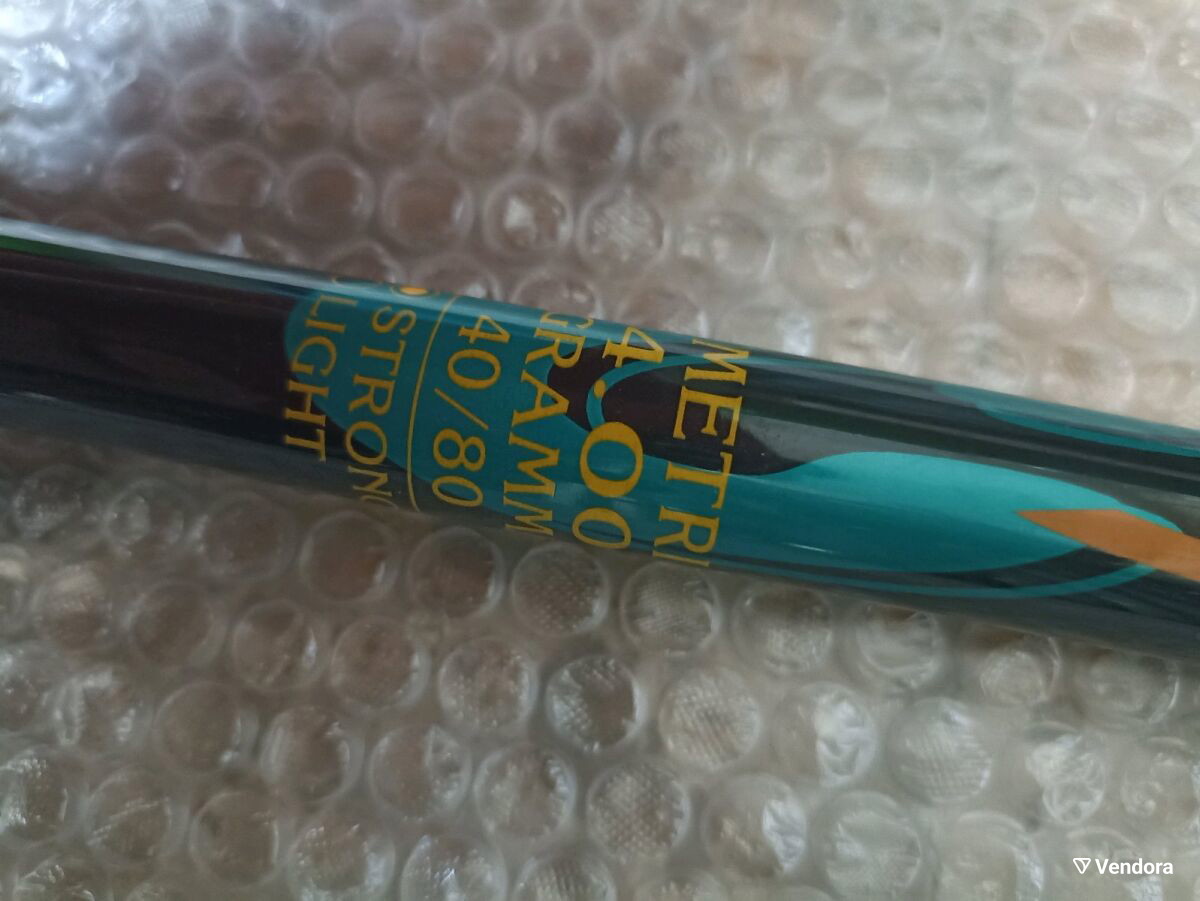 METRI
4.00
GRAMM
40/80
STRONG
LIGHT
Vendora